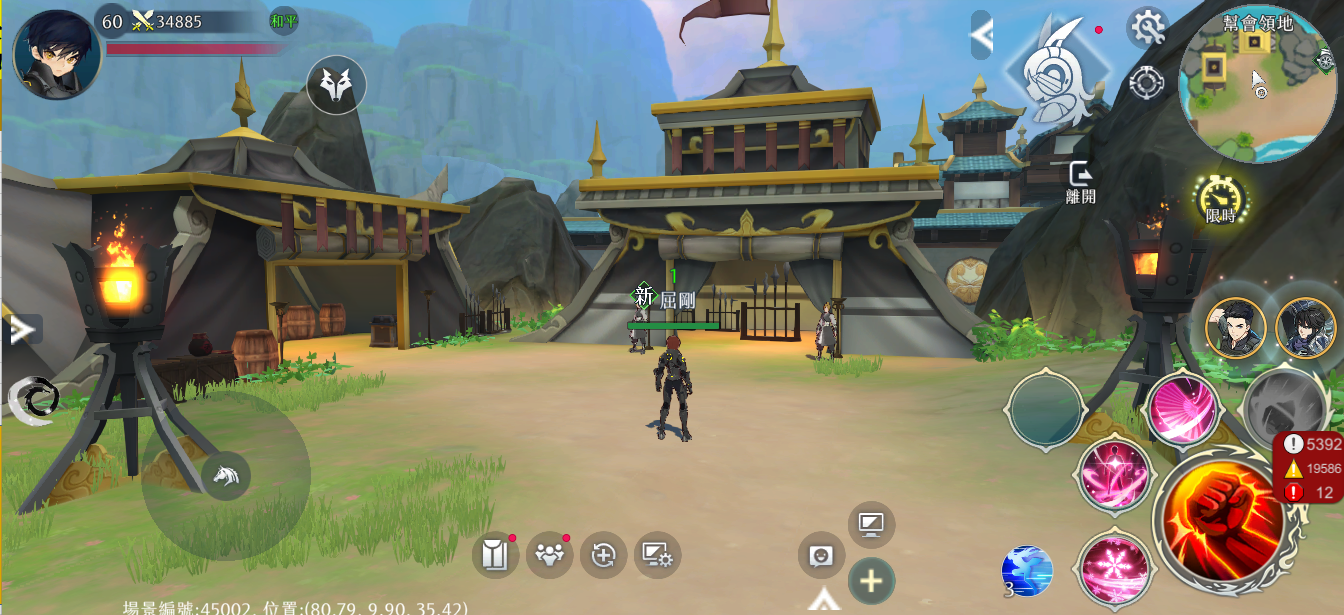 60 34885 和平
幫會領地
離開
限時
1
新 屈剛
5392
19586
12
3
場景編號:45002, 位置:(80.79, 9.90, 35.42)